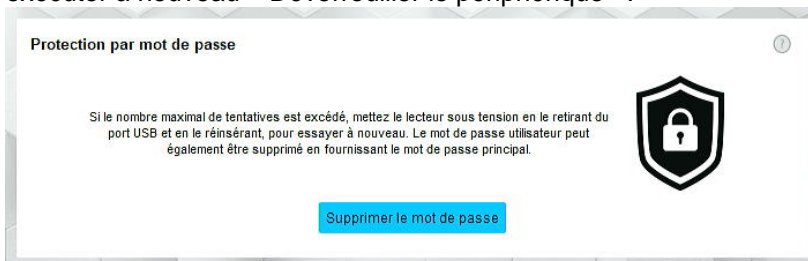 exécuter à nouveau « Déverrouiller le périphérique » .
Protection par mot de passe
?
Si le nombre maximal de tentatives est excédé, mettez le lecteur sous tension en le retirant du
port USB et en le réinsérant, pour essayer à nouveau. Le mot de passe utilisateur peut
également être supprimé en fournissant le mot de passe principal.
Supprimer le mot de passe